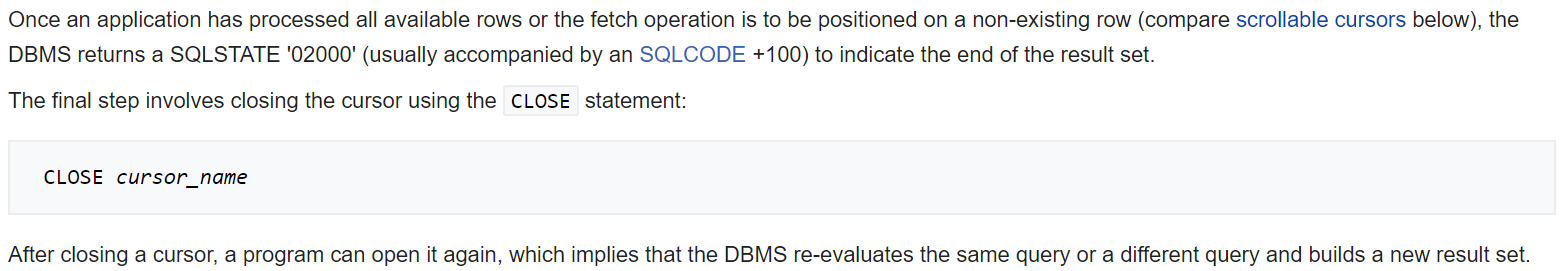 Once an application has processed all available rows or the fetch operation is to be positioned on a non-existing row (compare scrollable cursors below), the
DBMS returns a SQLSTATE '02000' (usually accompanied by an SQLCODE +100) to indicate the end of the result set.
The final step involves closing the cursor using the CLOSE statement:
CLOSE cursor_name
After closing a cursor, a program can open it again, which implies that the DBMS re-evaluates the same query or a different query and builds a new result set.